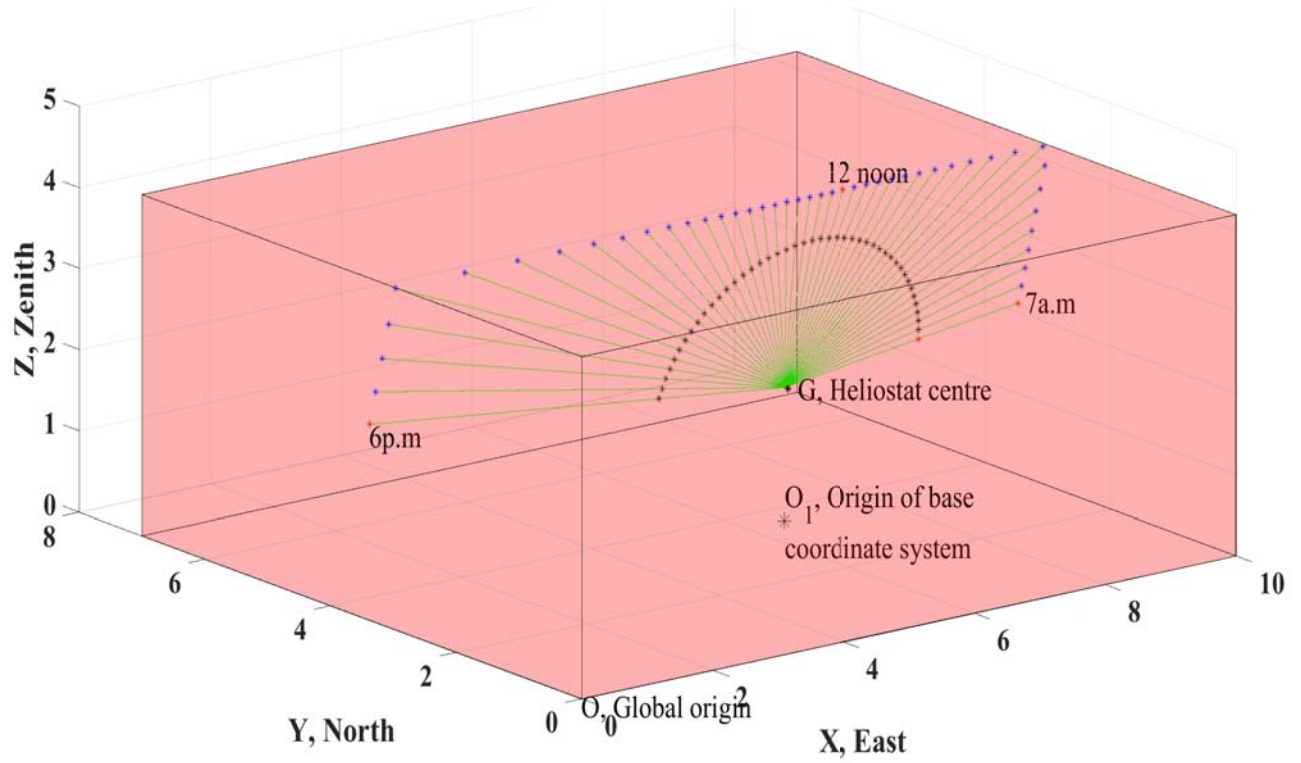 5
4
3
2
1
0
Z, Zenith
12 noon
7a.m
G, Heliostat centre
6p.m
O1, Origin of base
coordinate system
8
6
4
2
0
Y, North
O, Global origin
0
2
4
6
8
10
X, East